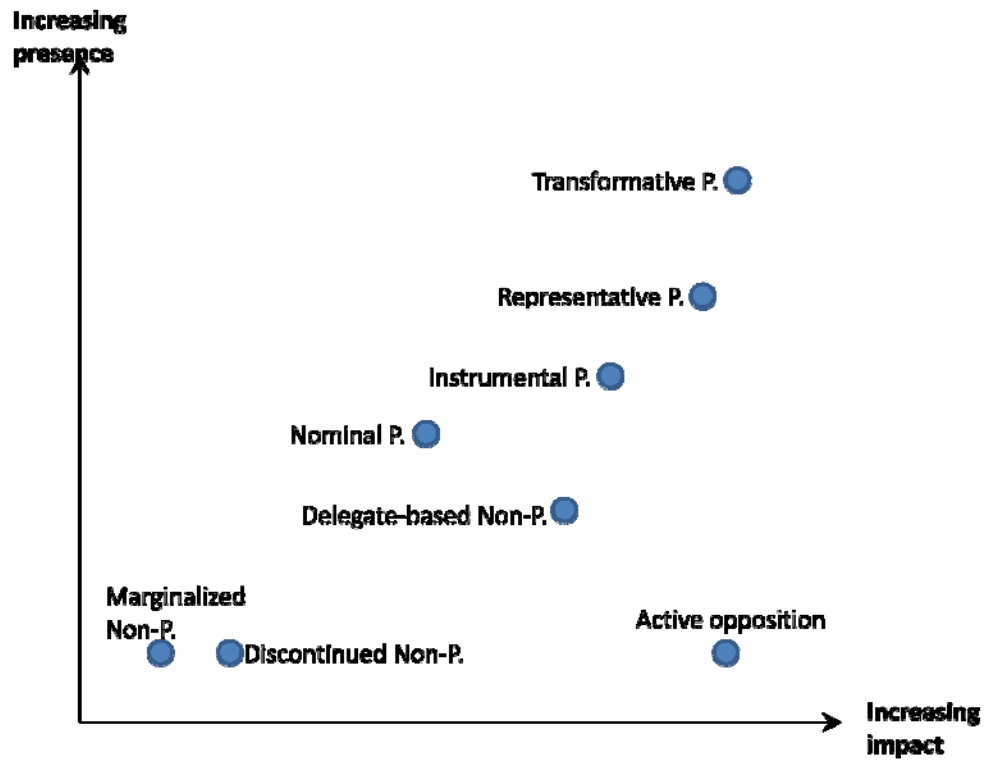 Increasing
presence
Transformative P.
Representative P.
Instrumental P.
Nominal P.
Delegate-based Non-P.
Marginalized
Non-P.
Active opposition
Discontinued Non-P.
Increasing
impact